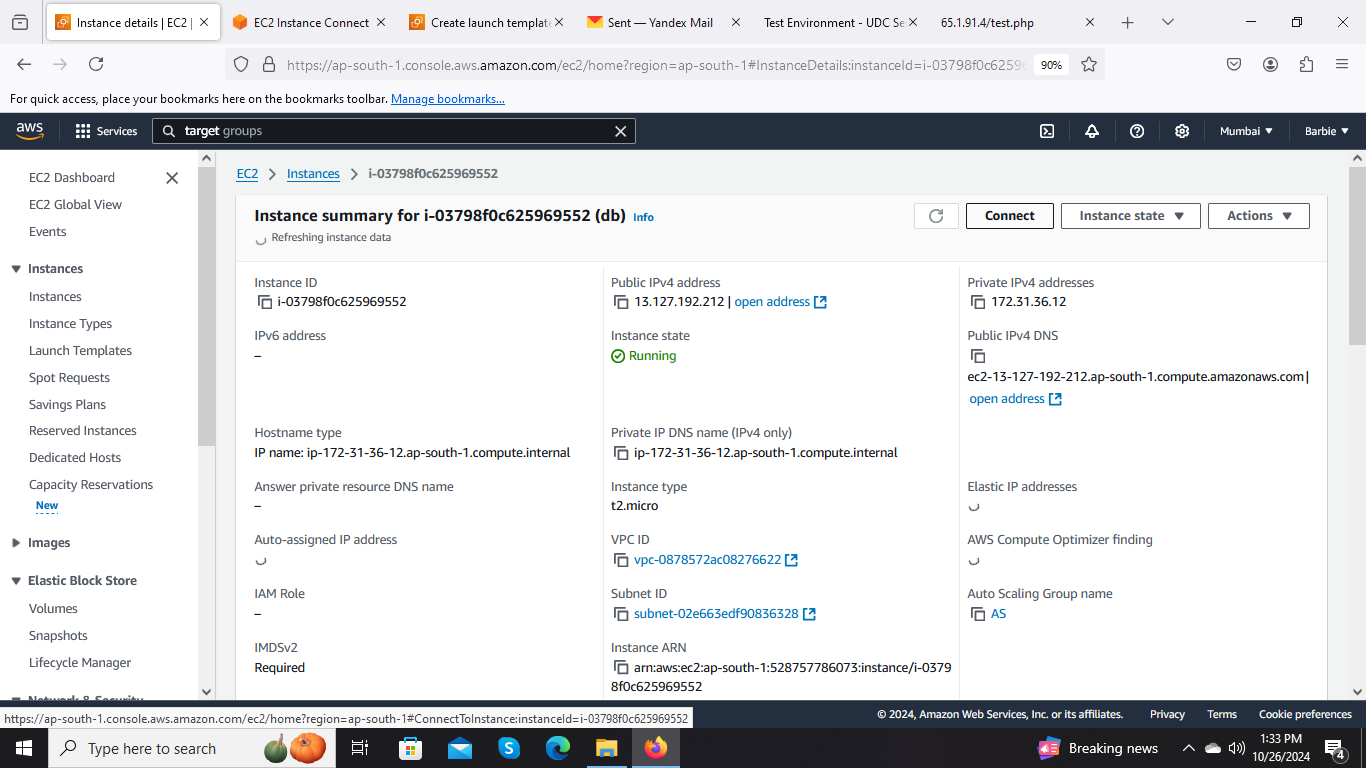 Instance details | EC2 |
EC2 Instance Connect
Create launch template
Sent — Yandex Mail
Test Environment - UDC Se
65.1.91.4/test.php
https://ap-south-1.console.aws.amazon.com/ec2/home?region=ap-south-1#InstanceDetails:instanceId=i-03798f0c62596
90%
For quick access, place your bookmarks here on the bookmarks toolbar. Manage bookmarks...
aws
Services
target groups
Mumbai
Barbie
EC2 Dashboard
EC2 Global View
Events
Instances
Instances
Instance Types
Launch Templates
Spot Requests
Savings Plans
Reserved Instances
Dedicated Hosts
Capacity Reservations
New
Images
Elastic Block Store
Volumes
Snapshots
Lifecycle Manager
Network & Security
EC2 > Instances > i-03798f0c625969552
Instance summary for i-03798f0c625969552 (db) Info
Refreshing instance data
Connect
Instance state
Actions
Instance ID
i-03798f0c625969552
Public IPv4 address
13.127.192.212 | open address
Private IPv4 addresses
172.31.36.12
IPv6 address
–
Instance state
Running
Public IPv4 DNS
ec2-13-127-192-212.ap-south-1.compute.amazonaws.com |
open address
Hostname type
IP name: ip-172-31-36-12.ap-south-1.compute.internal
Private IP DNS name (IPv4 only)
ip-172-31-36-12.ap-south-1.compute.internal
Answer private resource DNS name
–
Instance type
t2.micro
Elastic IP addresses
Auto-assigned IP address
VPC ID
vpc-0878572ac08276622
AWS Compute Optimizer finding
IAM Role
–
Subnet ID
subnet-02e663edf90836328
Auto Scaling Group name
AS
IMDSv2
Required
Instance ARN
arn:aws:ec2:ap-south-1:528757786073:instance/i-0379
8f0c625969552
https://ap-south-1.console.aws.amazon.com/ec2/home?region=ap-south-1#ConnectToInstance:instanceId=i-03798f0c625969552
© 2024, Amazon Web Services, Inc. or its affiliates.
Privacy
Terms
Cookie preferences
Type here to search
Breaking news
1:33 PM
10/26/2024
4